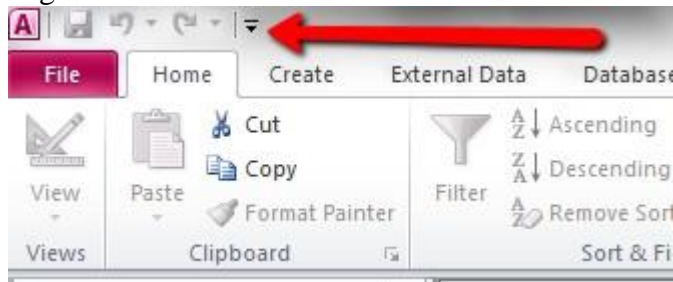 A
File Home Create External Data Database
View
Paste
Cut
Copy
Format Painter
Filter
Ascending
Descending
Remove Sort
Views Clipboard Sort & Fi